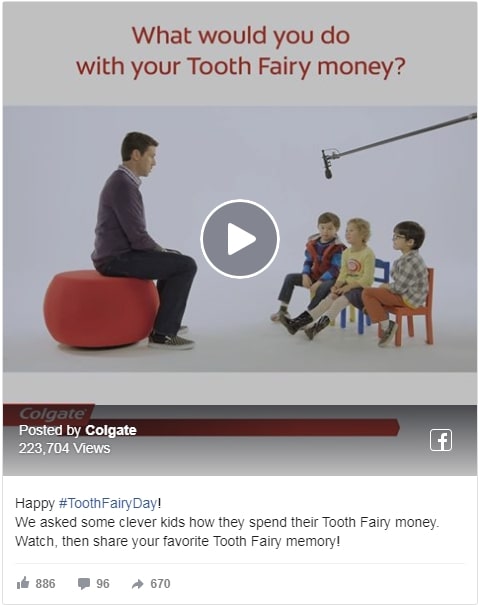 What would you do
with your Tooth Fairy money?
Colgate
Posted by Colgate
223,704 Views
Happy #ToothFairyDay!
We asked some clever kids how they spend their Tooth Fairy money.
Watch, then share your favorite Tooth Fairy memory!
886 96 670